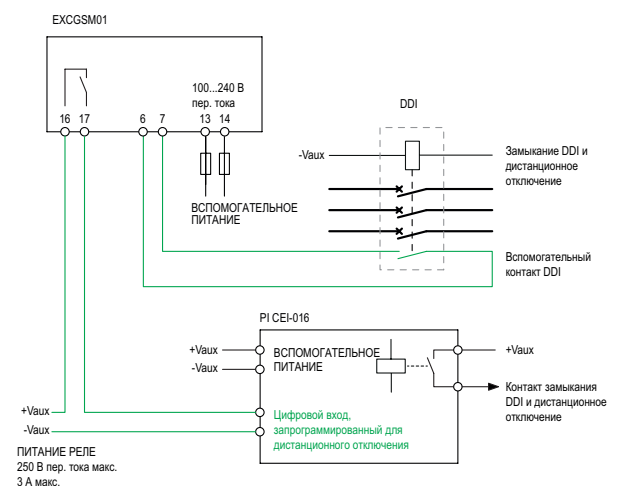 EXCGSM01
100...240 В
пер. тока
16 17 6 7 13 14
ВСПОМОГАТЕЛЬНОЕ
ПИТАНИЕ
DDI
-Vaux
Замыкание DDI и
дистанционное
отключение
Вспомогательный
контакт DDI
PI CEI-016
+Vaux
-Vaux
ВСПОМОГАТЕЛЬНОЕ
ПИТАНИЕ
+Vaux
Контакт замыкания
DDI и дистанционное
отключение
+Vaux
-Vaux
Цифровой вход,
запрограммированный для
дистанционного отключения
ПИТАНИЕ РЕЛЕ
250 В пер. тока макс.
3 А макс.